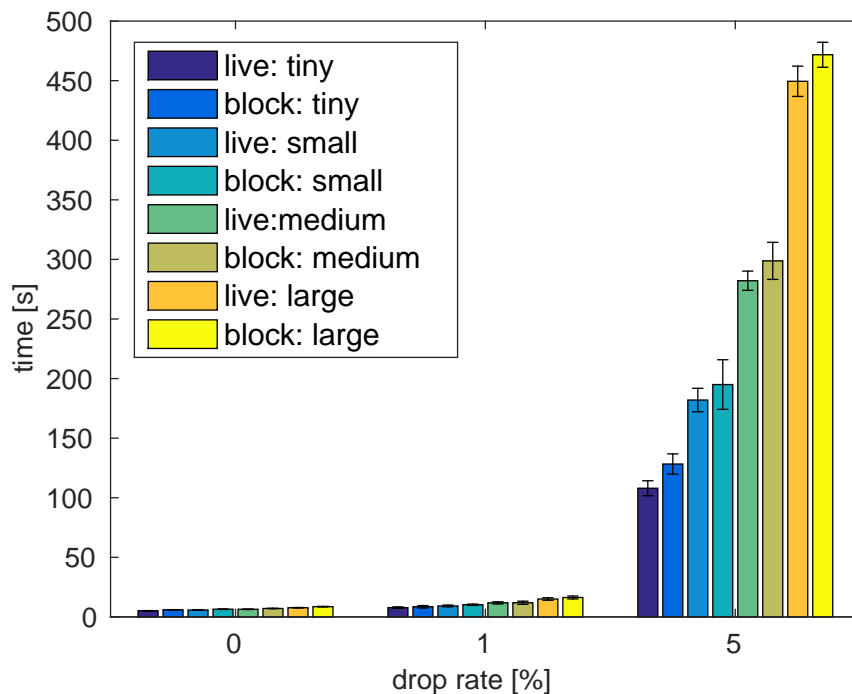 500
450
400
350
300
250
200
150
100
50
0
time [s]
live: tiny
block: tiny
live: small
block: small
live:medium
block: medium
live: large
block: large
0 1 5
drop rate [%]